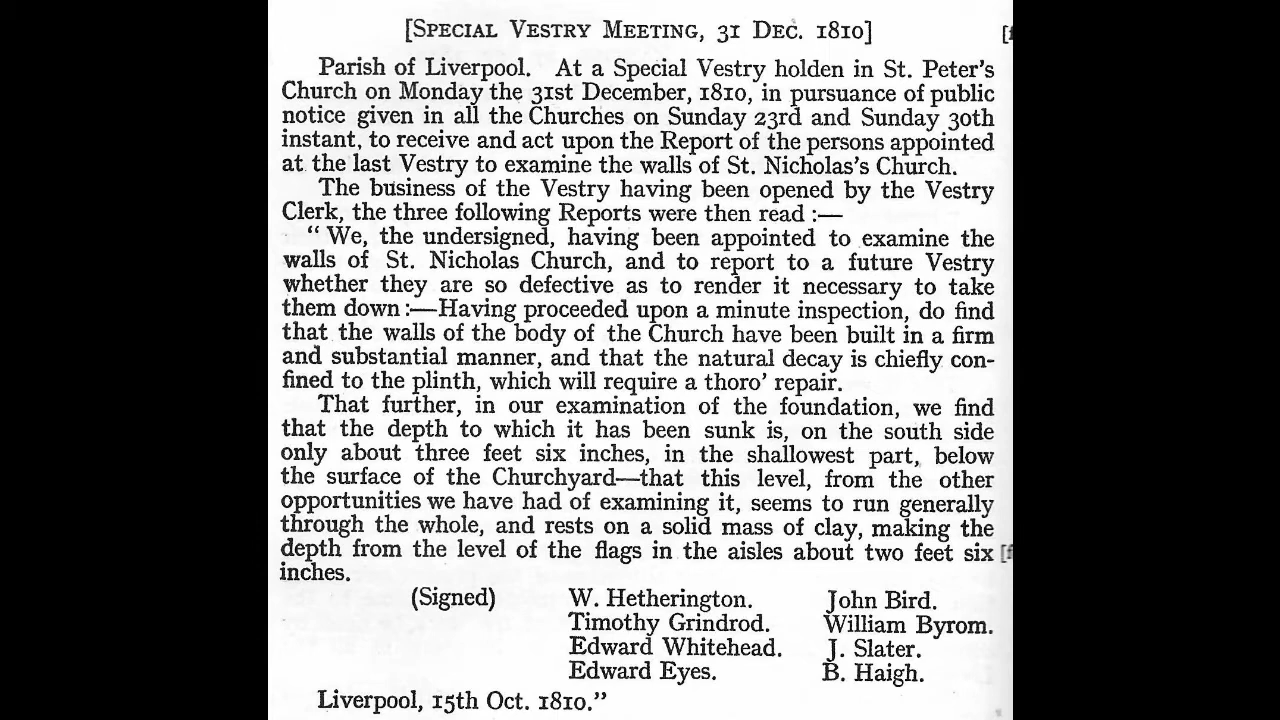 [SPECIAL VESTRY MEETING, 31 DEC. 1810]
Parish of Liverpool. At a Special Vestry holden in St. Peter's
Church on Monday the 31st December, 1810, in pursuance of public
notice given in all the Churches on Sunday 23rd and Sunday 30th
instant, to receive and act upon the Report of the persons appointed
at the last Vestry to examine the walls of St. Nicholas's Church.
The business of the Vestry having been opened by the Vestry
Clerk, the three following Reports were then read :—
“ We, the undersigned, having been appointed to examine the
walls of St. Nicholas Church, and to report to a future Vestry
whether they are so defective as to render it necessary to take
them down :—Having proceeded upon a minute inspection, do find
that the walls of the body of the Church have been built in a firm
and substantial manner, and that the natural decay is chiefly con-
fined to the plinth, which will require a thoro' repair.
That further, in our examination of the foundation, we find
that the depth to which it has been sunk is, on the south side
only about three feet six inches, in the shallowest part, below
the surface of the Churchyard—that this level, from the other
opportunities we have had of examining it, seems to run generally
through the whole, and rests on a solid mass of clay, making the
depth from the level of the flags in the aisles about two feet six
inches.
(Signed) W. Hetherington. John Bird.
Timothy Grindrod. William Byrom.
Edward Whitehead. J. Slater.
Edward Eyes. B. Haigh.
Liverpool, 15th Oct. 1810.”